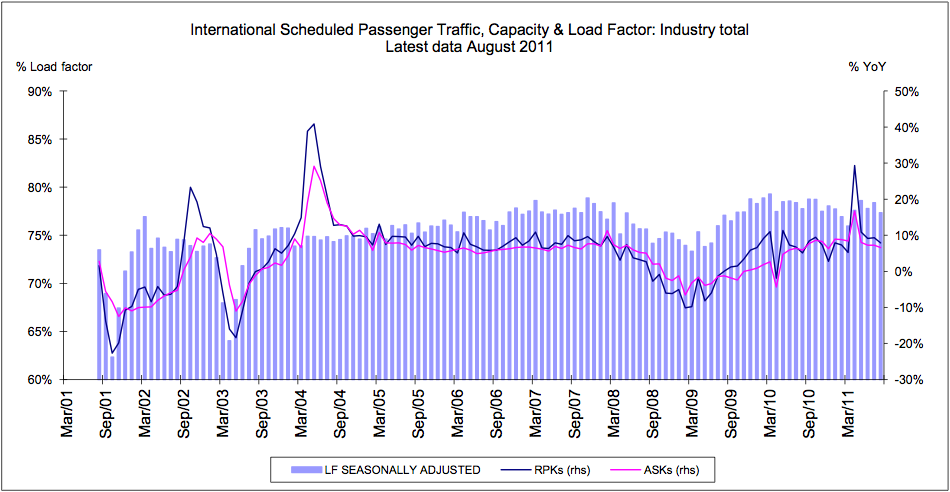 International Scheduled Passenger Traffic, Capacity & Load Factor: Industry total
Latest data August 2011
% Load factor
% YoY
90%
85%
80%
75%
70%
65%
60%
50%
40%
30%
20%
10%
0%
-10%
-20%
-30%
Mar/01
Sep/01
Mar/02
Sep/02
Mar/03
Sep/03
Mar/04
Sep/04
Mar/05
Sep/05
Mar/06
Sep/06
Mar/07
Sep/07
Mar/08
Sep/08
Mar/09
Sep/09
Mar/10
Sep/10
Mar/11
LF SEASONALLY ADJUSTED
RPKs (rhs)
ASKs (rhs)